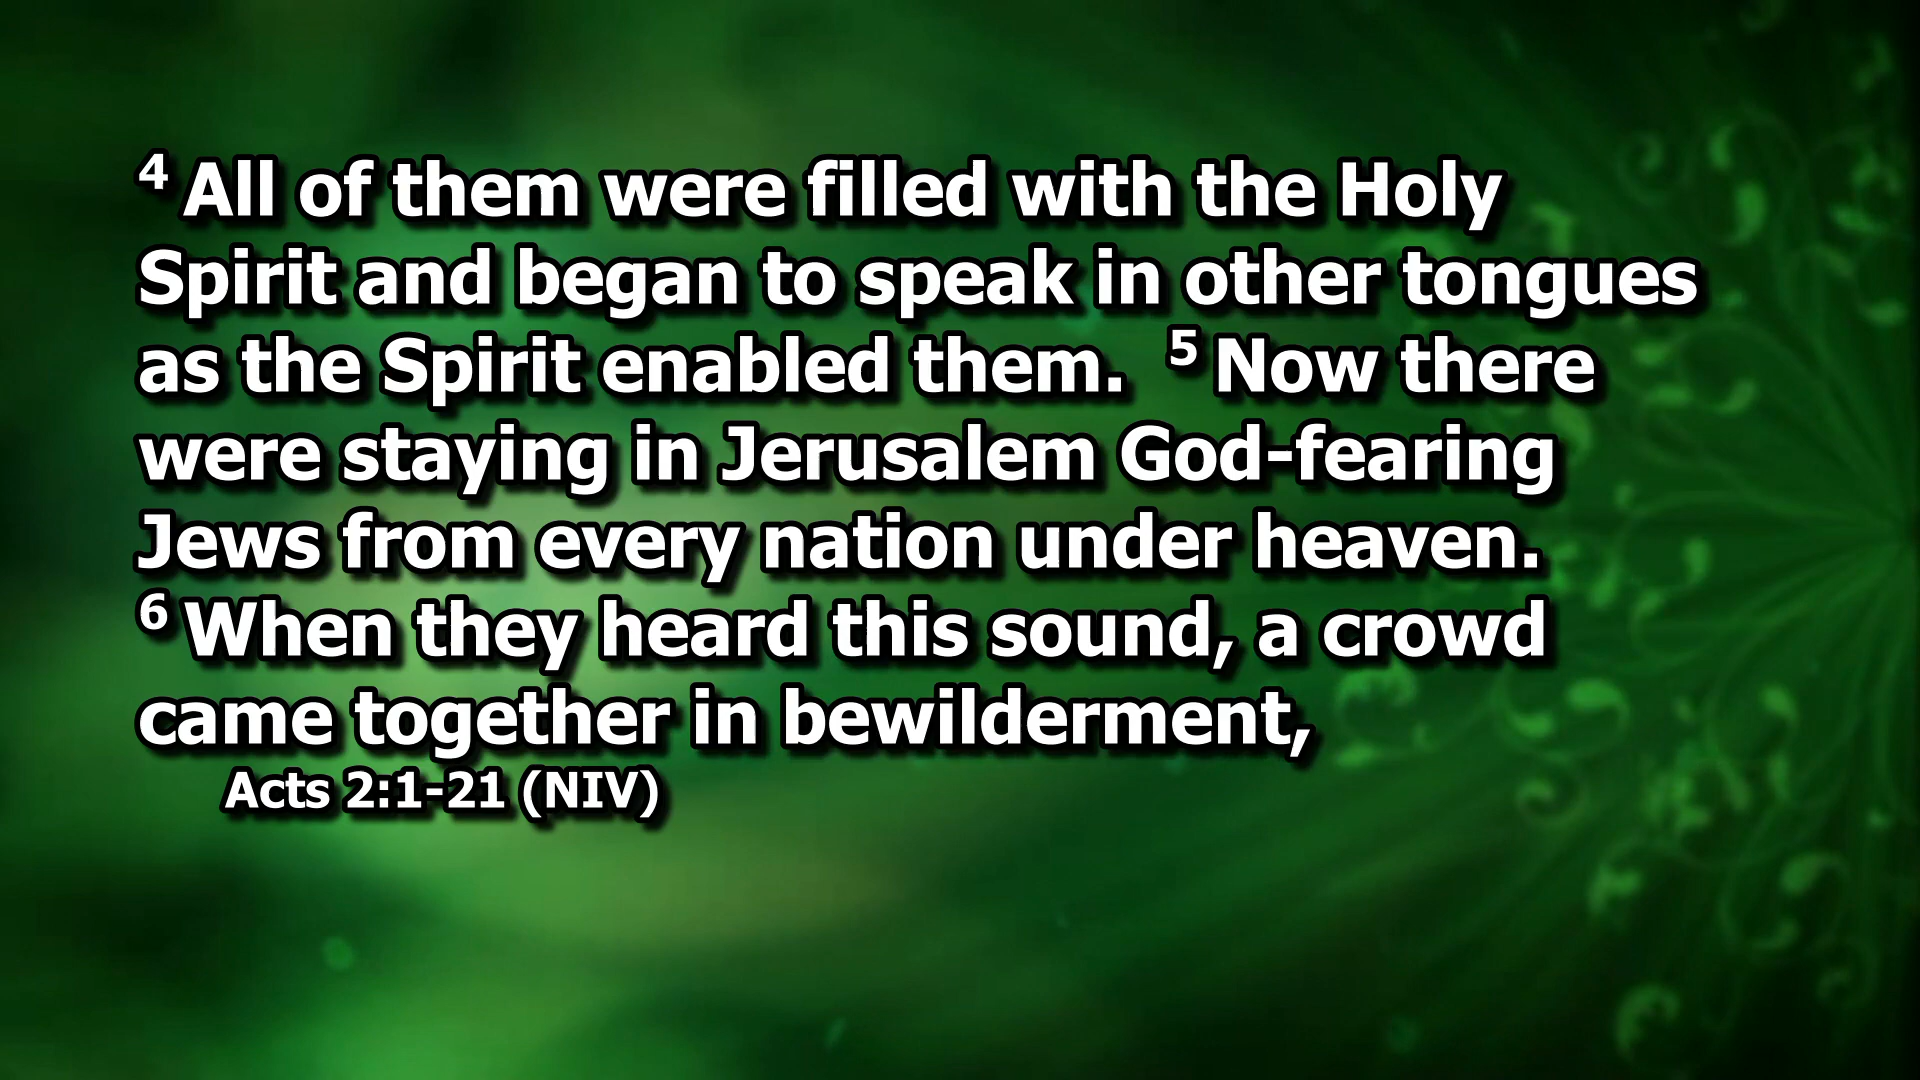 4 All of them were filled with the Holy
Spirit and began to speak in other tongues
as the Spirit enabled them. 5 Now there
were staying in Jerusalem God-fearing
Jews from every nation under heaven.
6 When they heard this sound, a crowd
came together in bewilderment,
Acts 2:1-21 (NIV)